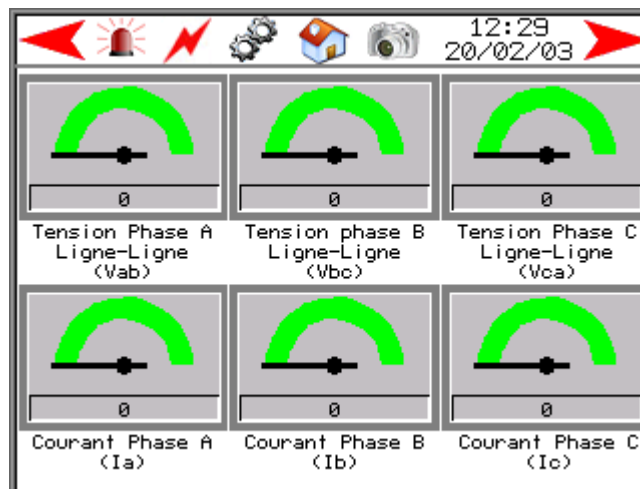 12:29
20/02/03
0
0
0
Tension Phase A
Ligne-Ligne
(Vab)
Tension phase B
Ligne-Ligne
(Vbc)
Tension Phase C
Ligne-Ligne
(Vca)
0
0
0
Courant Phase A
(Ia)
Courant Phase B
(Ib)
Courant Phase C
(Ic)